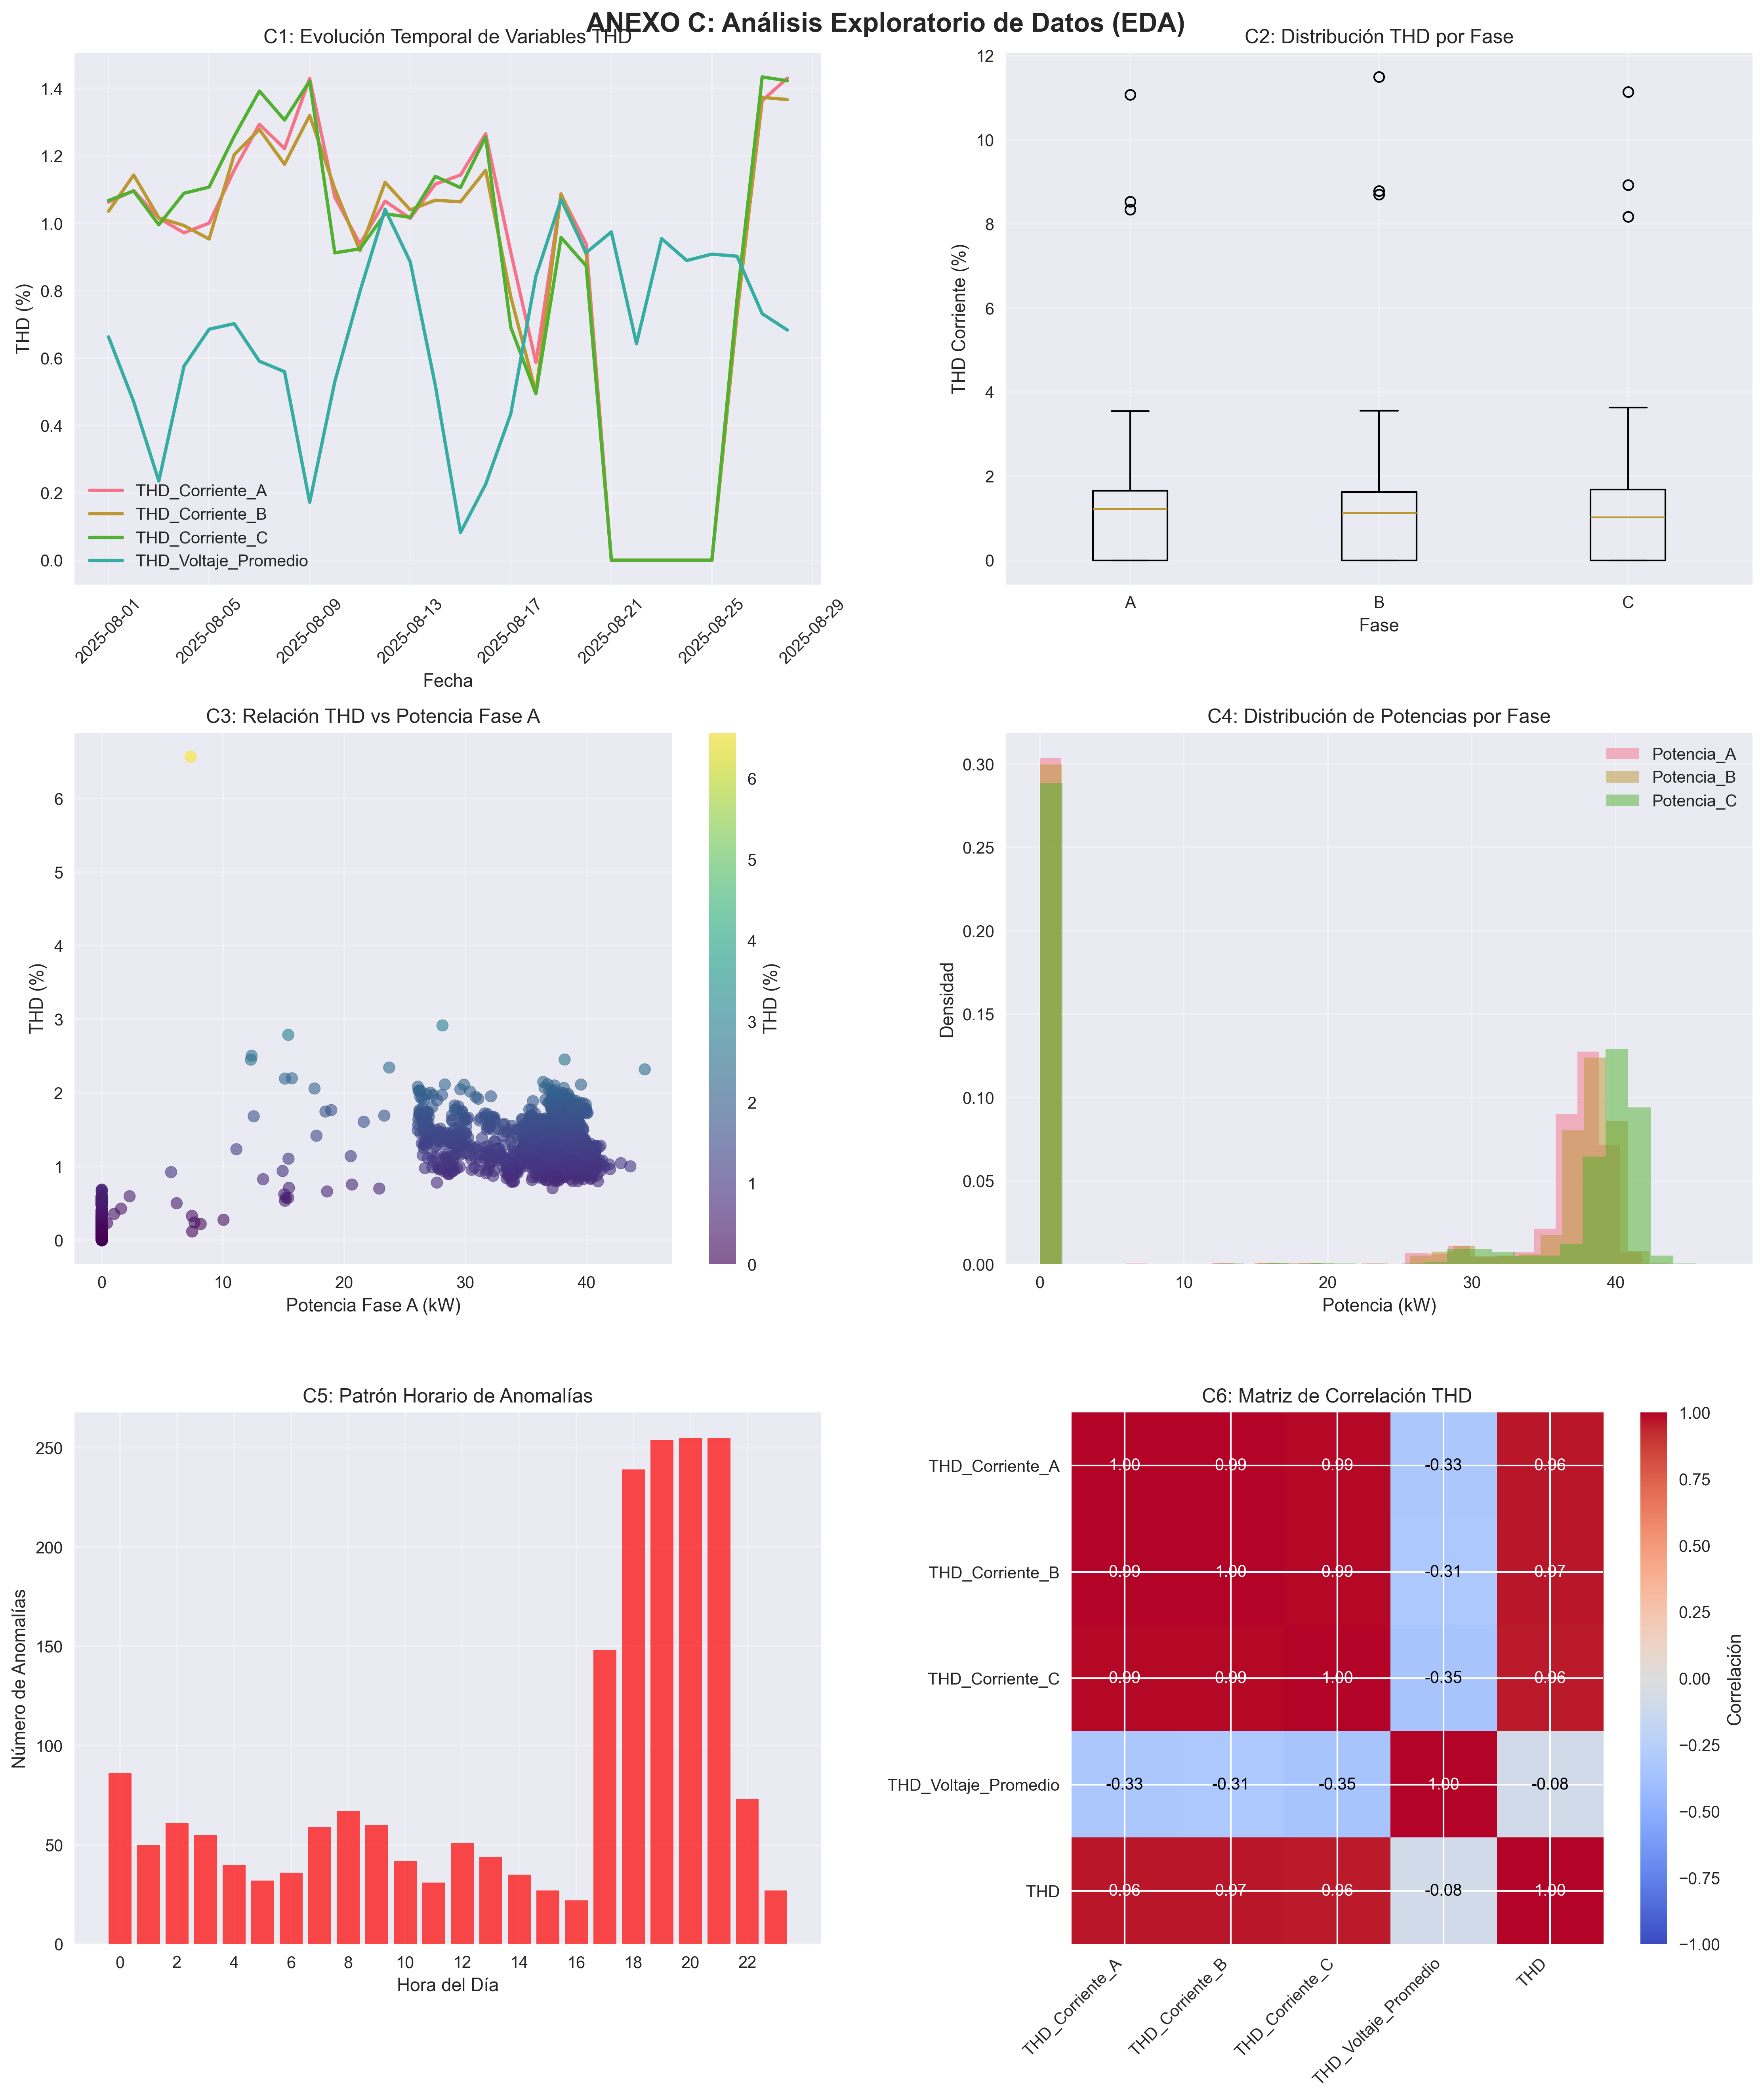 ANEXO C: Análisis Exploratorio de Datos (EDA)
C1: Evolución Temporal de Variables THD
1.4
1.2
1.0
0.8
0.6
0.4
0.2
0.0
THD (%)
THD_Corriente_A
THD_Corriente_B
THD_Corriente_C
THD_Voltaje_Promedio
2025-08-01
2025-08-05
2025-08-09
2025-08-13
2025-08-17
2025-08-21
2025-08-25
2025-08-29
Fecha
C2: Distribución THD por Fase
12
10
8
6
4
2
0
THD Corriente (%)
A
B
C
Fase
C3: Relación THD vs Potencia Fase A
6
5
4
3
2
1
0
THD (%)
0
10
20
30
40
Potencia Fase A (kW)
6
5
4
3
2
1
0
THD (%)
C4: Distribución de Potencias por Fase
0.30
0.25
0.20
0.15
0.10
0.05
0.00
Densidad
Potencia_A
Potencia_B
Potencia_C
0
10
20
30
40
Potencia (kW)
C5: Patrón Horario de Anomalías
250
200
150
100
50
0
Número de Anomalías
0
2
4
6
8
10
12
14
16
18
20
22
Hora del Día
C6: Matriz de Correlación THD
THD_Corriente_A
1.00 0.99 0.99 -0.33 0.96
THD_Corriente_B
0.99 1.00 0.99 -0.31 0.97
THD_Corriente_C
0.99 0.99 1.00 -0.35 0.96
THD_Voltaje_Promedio
-0.33 -0.31 -0.35 1.00 -0.08
THD
0.96 0.97 0.96 -0.08 1.00
THD_Corriente_A
THD_Corriente_B
THD_Corriente_C
THD_Voltaje_Promedio
THD
1.00
0.75
0.50
0.25
0.00
−0.25
−0.50
−0.75
−1.00
Correlación